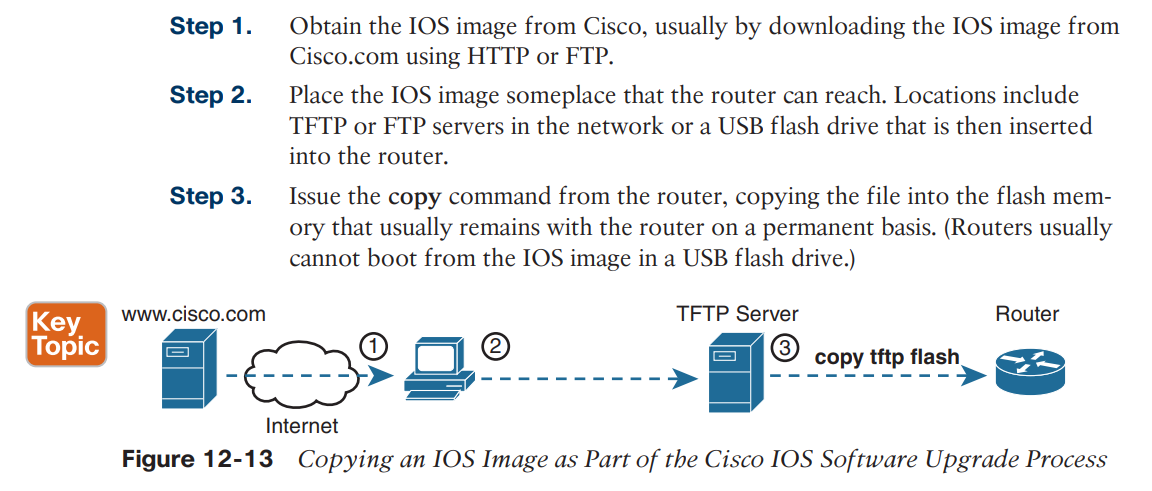 Step 1. Obtain the IOS image from Cisco, usually by downloading the IOS image from
Cisco.com using HTTP or FTP.
Step 2. Place the IOS image someplace that the router can reach. Locations include
TFTP or FTP servers in the network or a USB flash drive that is then inserted
into the router.
Step 3. Issue the copy command from the router, copying the file into the flash mem-
ory that usually remains with the router on a permanent basis. (Routers usually
cannot boot from the IOS image in a USB flash drive.)
Key
Topic
www.cisco.com
TFTP Server
Router
1
2
3
copy tftp flash
Internet
Figure 12-13 Copying an IOS Image as Part of the Cisco IOS Software Upgrade Process